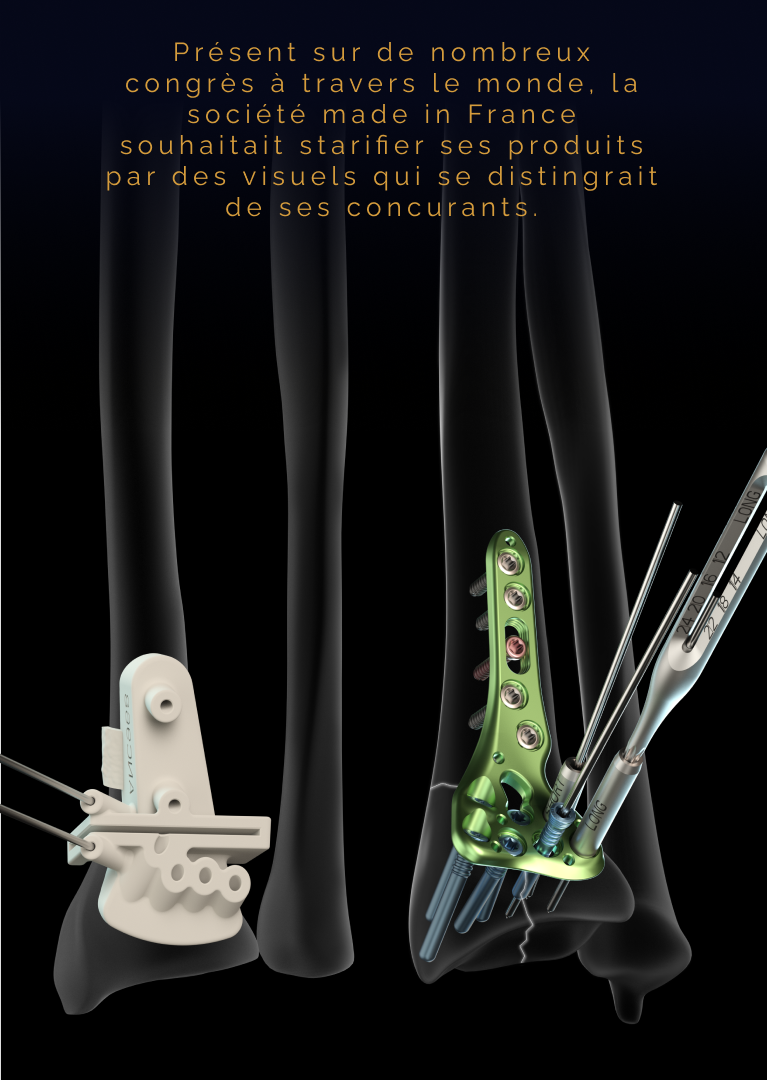 Présent sur de nombreux
congrès à travers le monde, la
société made in France
souhaitait starifier ses produits
par des visuels qui se distingrait
de ses concurants.
LONG
24 20 16 12
22 18 14
LONG